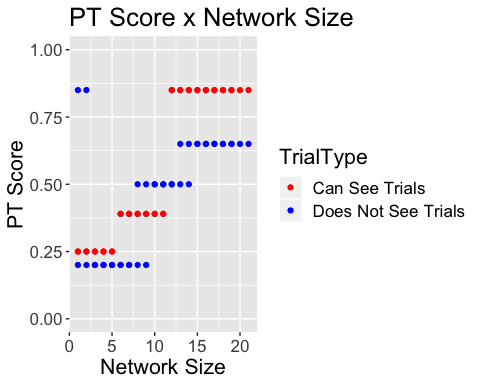 PT Score x Network Size
1.00
0.75
0.50
0.25
0.00
PT Score
0 5 10 15 20
Network Size
TrialType
Can See Trials
Does Not See Trials